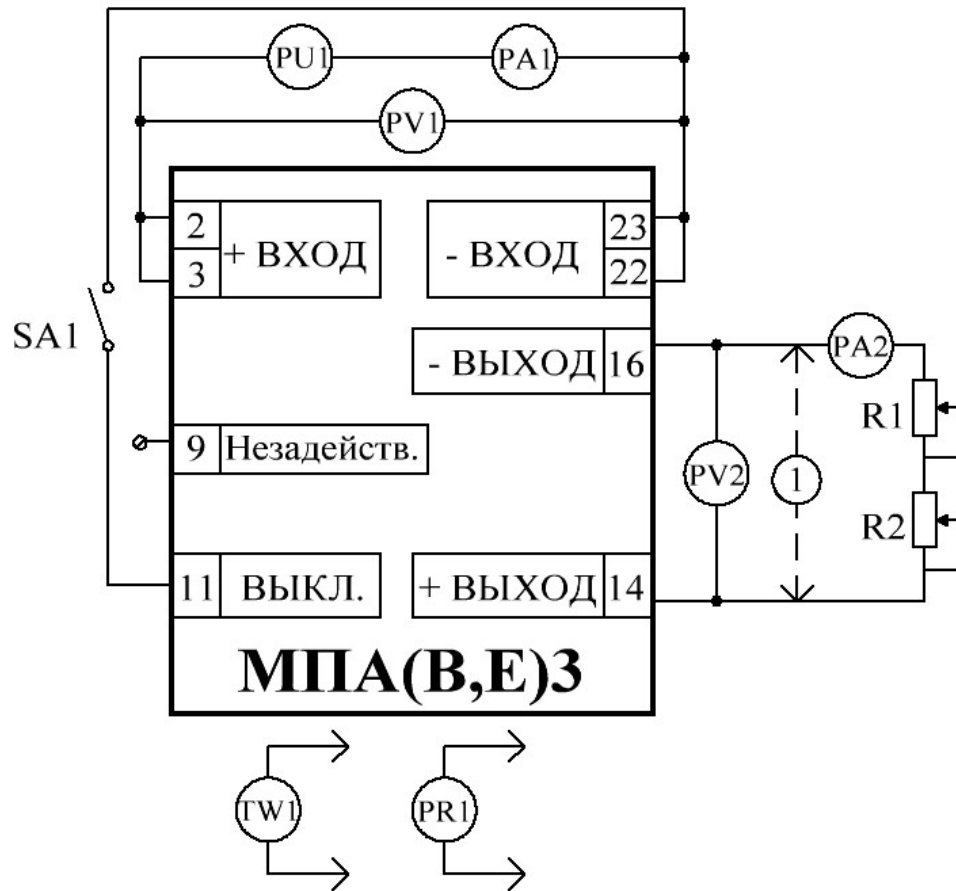 PU1
PA1
PV1
2
+ ВХОД
3
- ВХОД
23
22
SA1
- ВЫХОД
16
PA2
R1
9
Незадейств.
PV2
1
R2
11
ВЫКЛ.
+ ВЫХОД
14
МПА(В,Е)3
TW1
PR1